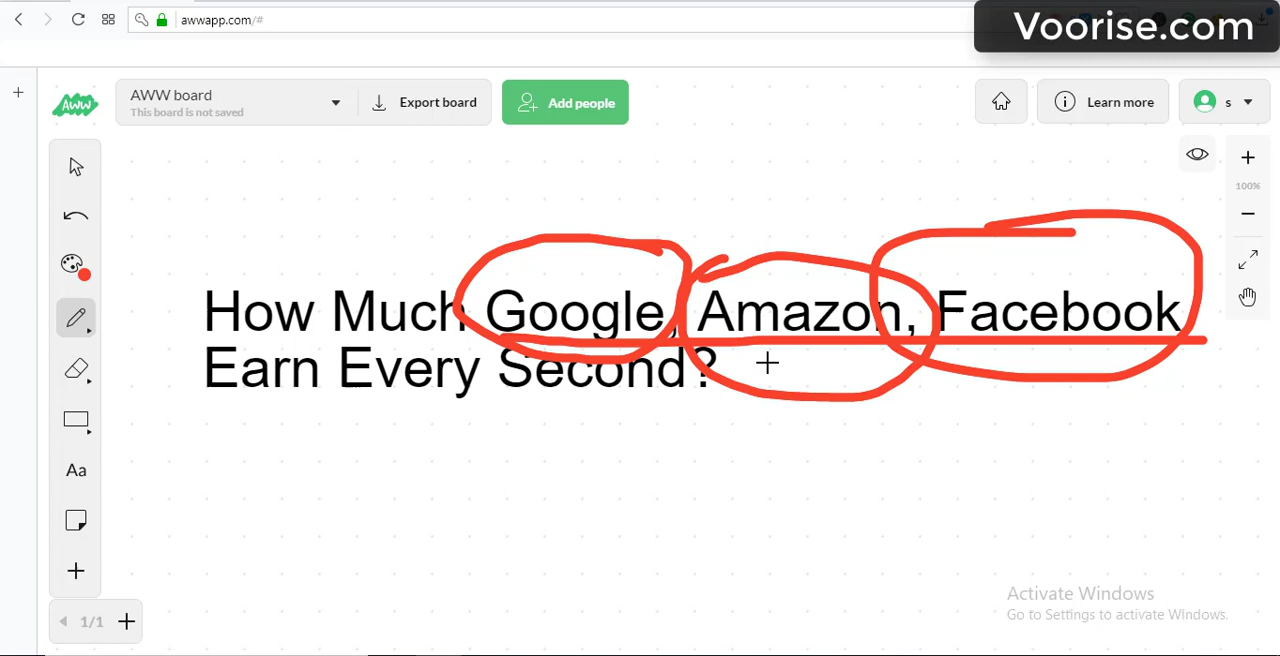 awwapp.com/#
Voorise.com
AWW
AWW board
This board is not saved
Export board
Add people
Learn more
s
100%
How Much Google, Amazon, Facebook
Earn Every Second?
Aa
1/1
Activate Windows
Go to Settings to activate Windows.